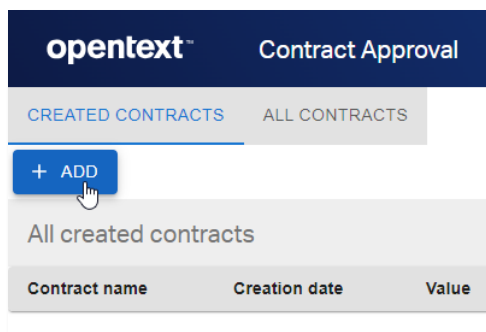 opentext™ Contract Approval
CREATED CONTRACTS ALL CONTRACTS
+ ADD
All created contracts
Contract name Creation date Value